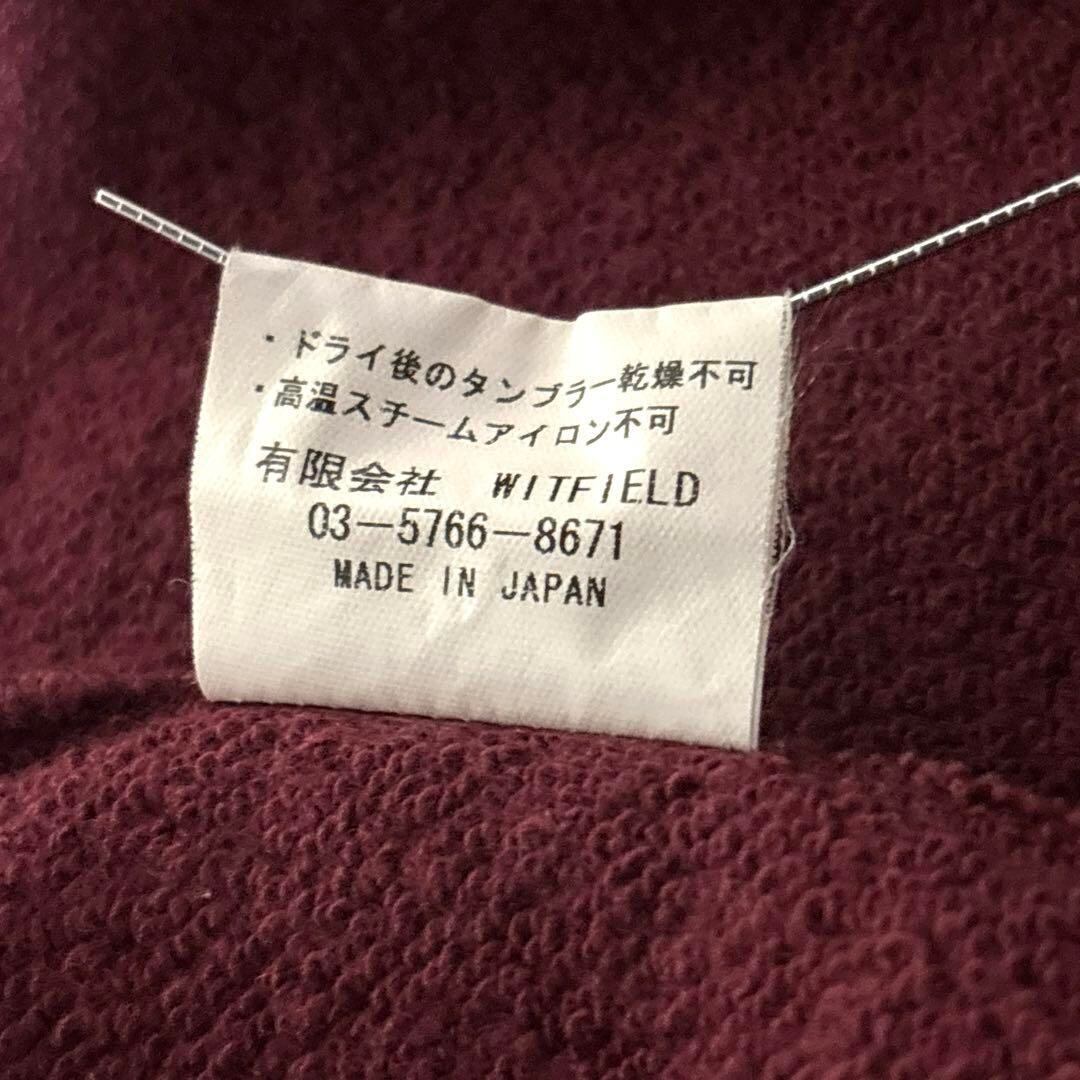 ・ドライ後のタンブラー乾燥不可
・高温スチームアイロン不可
有限会社 WITFIELD
03-5766-8671
MADE IN JAPAN